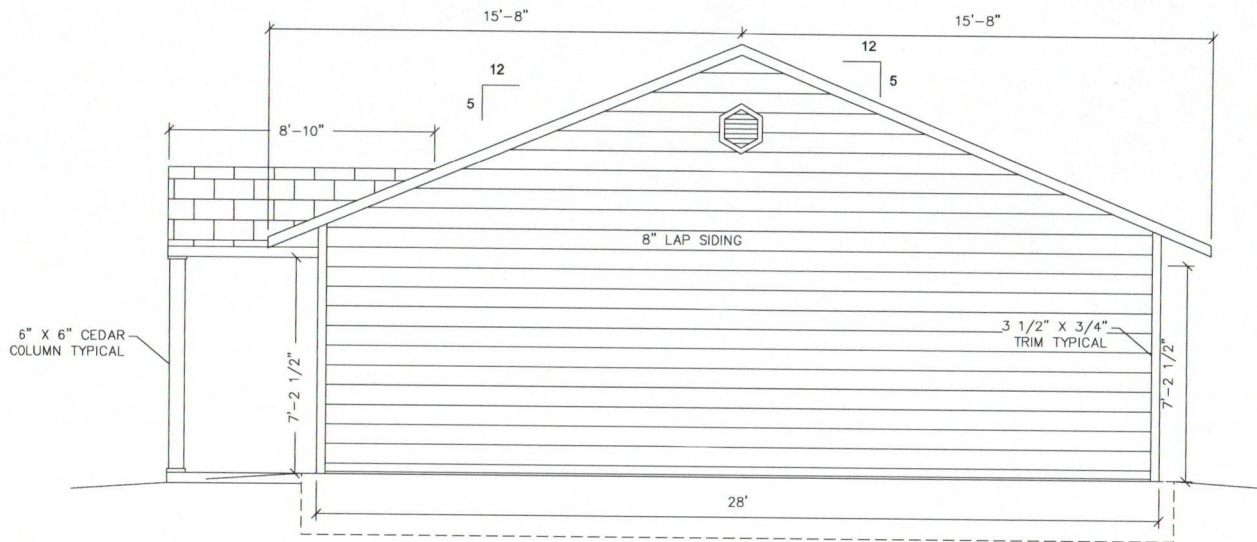 15'-8"
15'-8"
12
5
12
5
8'-10"
8" LAP SIDING
6" X 6" CEDAR
COLUMN TYPICAL
7'-2 1/2"
3 1/2" X 3/4"
TRIM TYPICAL
7'-2 1/2"
28'